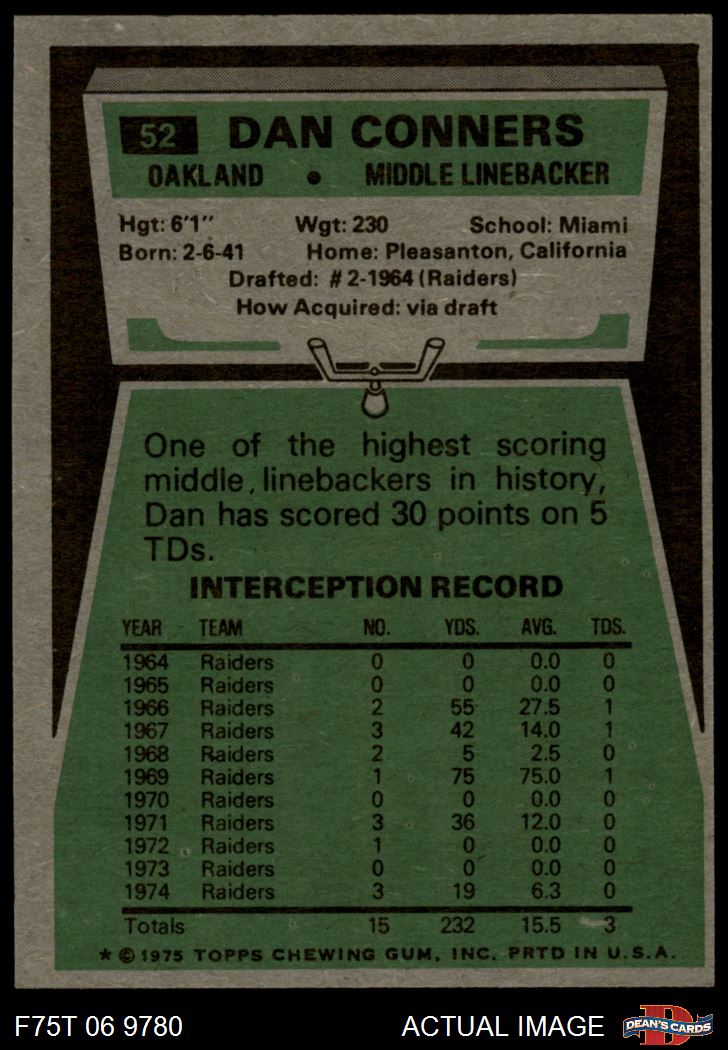 52 DAN CONNERS
OAKLAND • MIDDLE LINEBACKER
Hgt: 6'1" Wgt: 230 School: Miami
Born: 2-6-41 Home: Pleasanton, California
Drafted: #2-1964 (Raiders)
How Acquired: via draft
One of the highest scoring
middle linebackers in history,
Dan has scored 30 points on 5
TDs.
INTERCEPTION RECORD
YEAR TEAM NO. YDS. AVG. TDS.
1964 Raiders 0 0 0.0 0
1965 Raiders 0 0 0.0 0
1966 Raiders 2 55 27.5 1
1967 Raiders 3 42 14.0 1
1968 Raiders 2 5 2.5 0
1969 Raiders 1 75 75.0 1
1970 Raiders 0 0 0.0 0
1971 Raiders 3 36 12.0 0
1972 Raiders 1 0 0.0 0
1973 Raiders 0 0 0.0 0
1974 Raiders 3 19 6.3 0
Totals 15 232 15.5 3
* © 1975 TOPPS CHEWING GUM, INC. PRTD IN U.S.A.
F75T 06 9780 ACTUAL IMAGE D DEAN'S CARDS